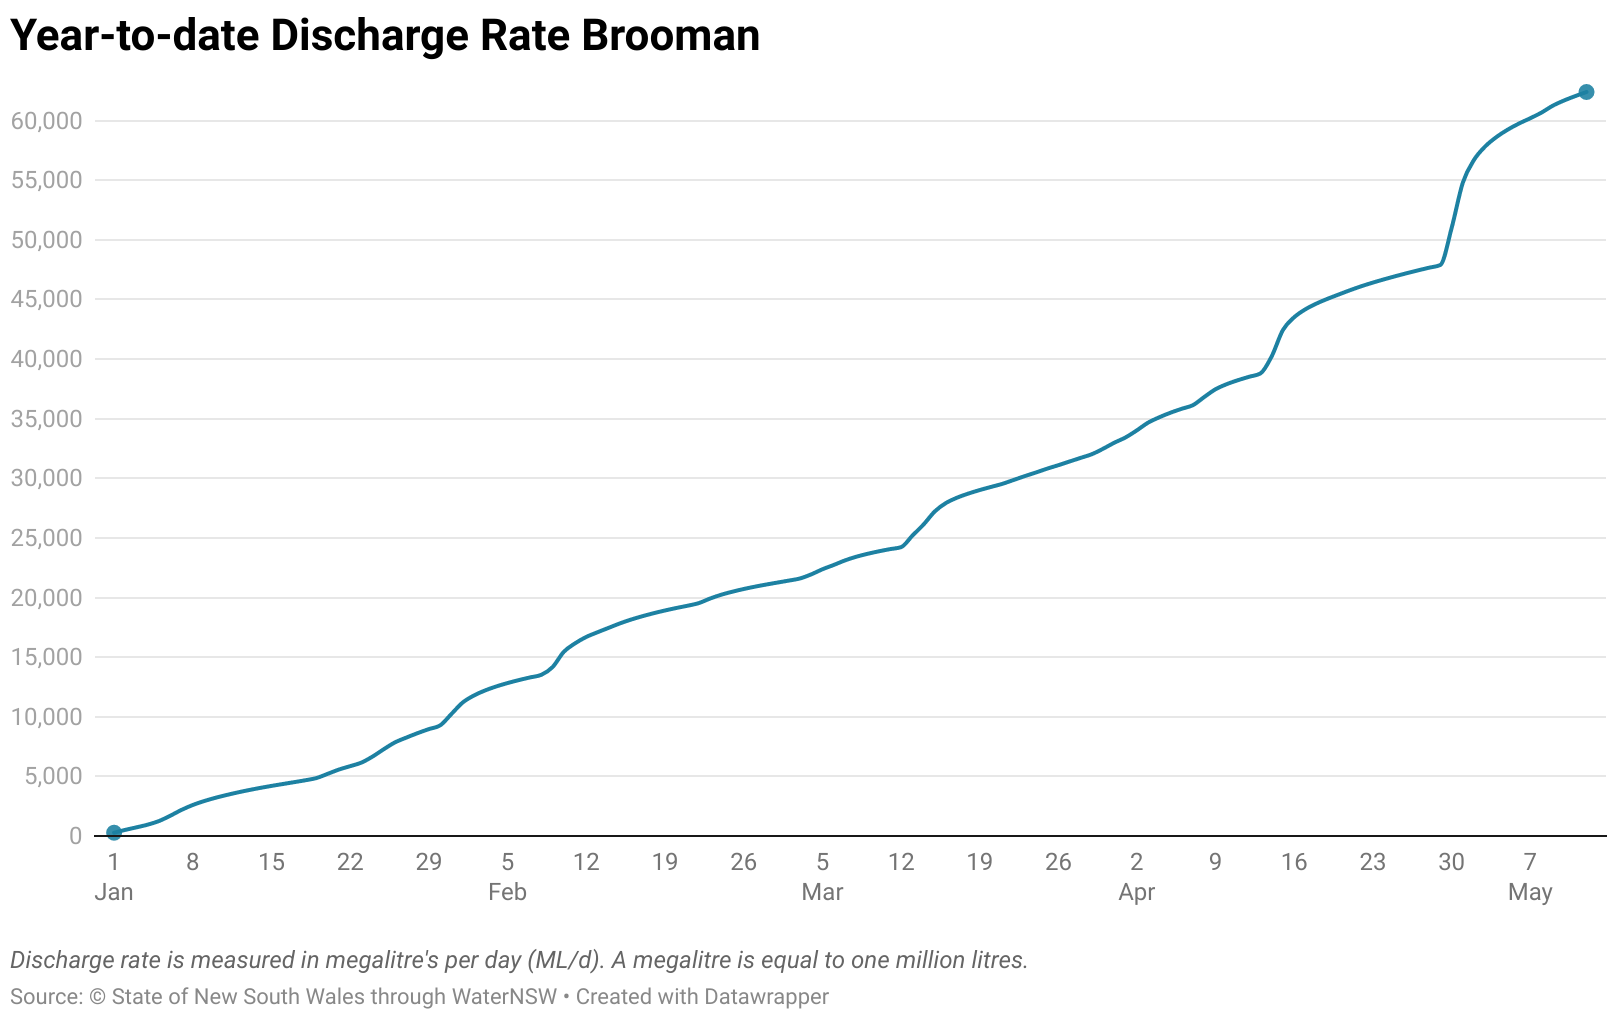 Year-to-date Discharge Rate Brooman
60,000
55,000
50,000
45,000
40,000
35,000
30,000
25,000
20,000
15,000
10,000
5,000
0
1 8 15 22 29 5 12 19 26 5 12 19 26 2 9 16 23 30 7
Jan Feb Mar Apr May
Discharge rate is measured in megalitre's per day (ML/d). A megalitre is equal to one million litres.
Source: © State of New South Wales through WaterNSW • Created with Datawrapper